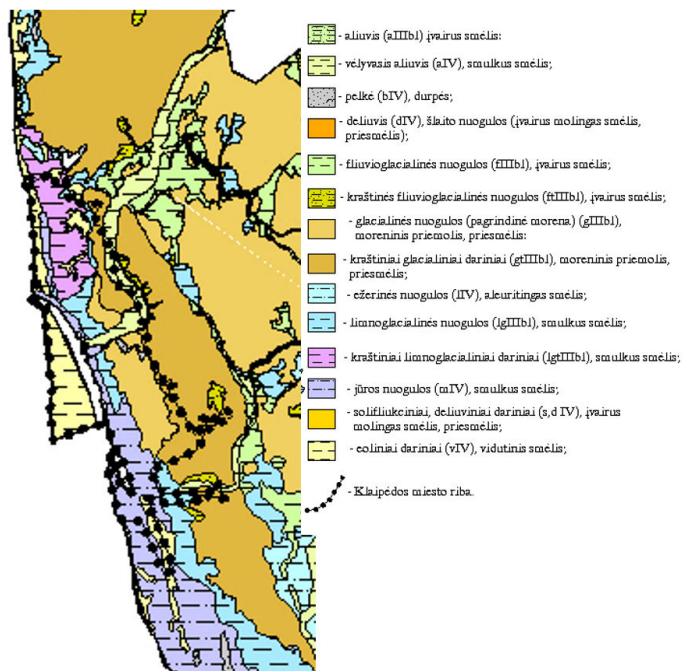 - aliuvis (aIIIbl) įvairus smėlis:
- vėlyvasis aliuvis (aIV), smulkus smėlis;
- pelkė (bIV), durpės;
- deliuvis (dIV), šlaito nuogulos (įvairus molingas smėlis,
priesmėlis);
- fliuvioglacialinės nuogulos (fIIIbl), įvairus smėlis;
- kraštinės fliuvioglacialinės nuogulos (ftIIIbl), įvairus smėlis;
- glacialinės nuogulos (pagrindinė morena) (gIIIbl),
moreninis priemolis, priesmėlis:
- kraštiniai glacialiniai dariniai (gtIIIbl), moreninis priemolis,
priesmėlis;
- ežerinės nuogulos (lIV), aleuritingas smėlis;
- limnoglacialinės nuogulos (lgIIIbl), smulkus smėlis;
- kraštiniai limnoglacialiniai dariniai (lgtIIIbl), smulkus smėlis;
- jūros nuogulos (mIV), smulkus smėlis;
- solifliukciniai, deliuviniai dariniai (s,d IV), įvairus
molingas smėlis, priesmėlis;
- eoliniai dariniai (vIV), vidutinis smėlis;
- Klaipėdos miesto riba.